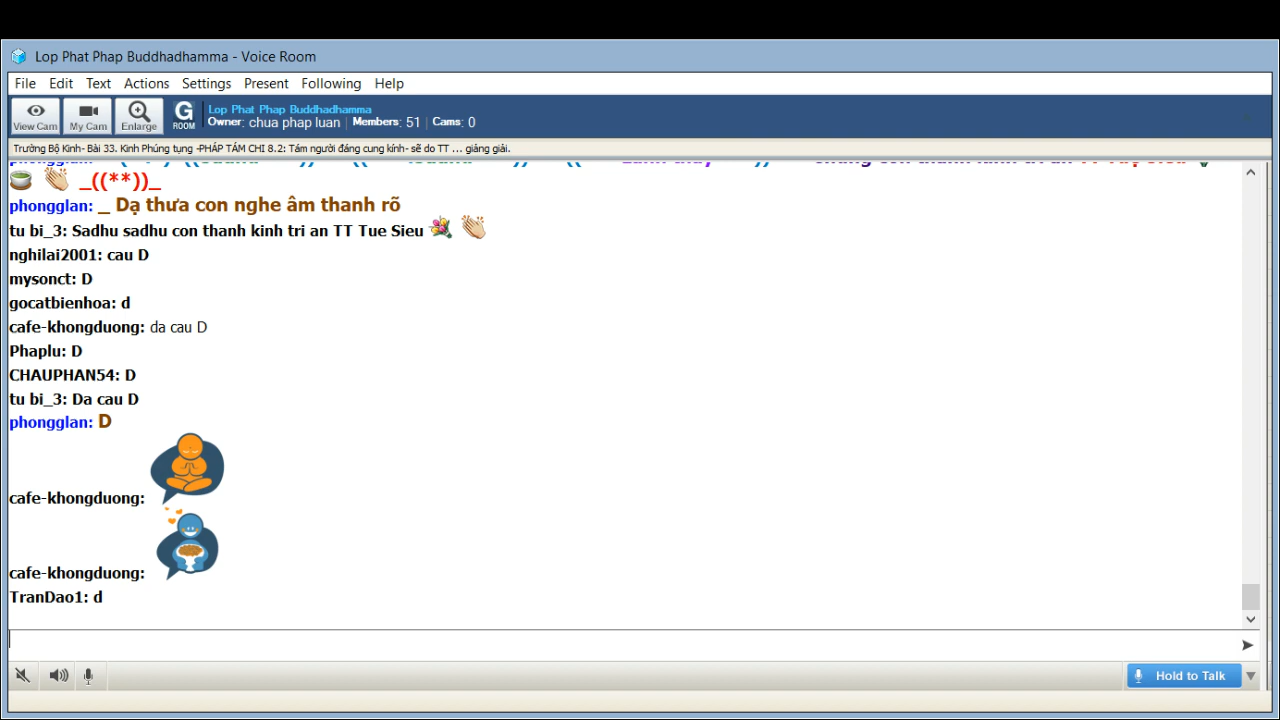 Lop Phat Phap Buddhadhamma - Voice Room
File Edit Text Actions Settings Present Following Help
View Cam My Cam Enlarge G ROOM Lop Phat Phap Buddhadhamma
Owner: chua phap luan | Members: 51 | Cams: 0
Trường Bộ Kinh- Bài 33. Kinh Phúng tụng -PHÁP TÁM CHI 8.2: Tám người đáng cung kính- sẽ do TT ... giảng giải.
_((**))_
phongglan: _ Dạ thưa con nghe âm thanh rõ
tu bi_3: Sadhu sadhu con thanh kinh tri an TT Tue Sieu
nghilai2001: cau D
mysonct: D
gocatbienhoa: d
cafe-khongduong: da cau D
Phaplu: D
CHAUPHAN54: D
tu bi_3: Da cau D
phongglan: D
cafe-khongduong:
cafe-khongduong:
TranDao1: d
Hold to Talk